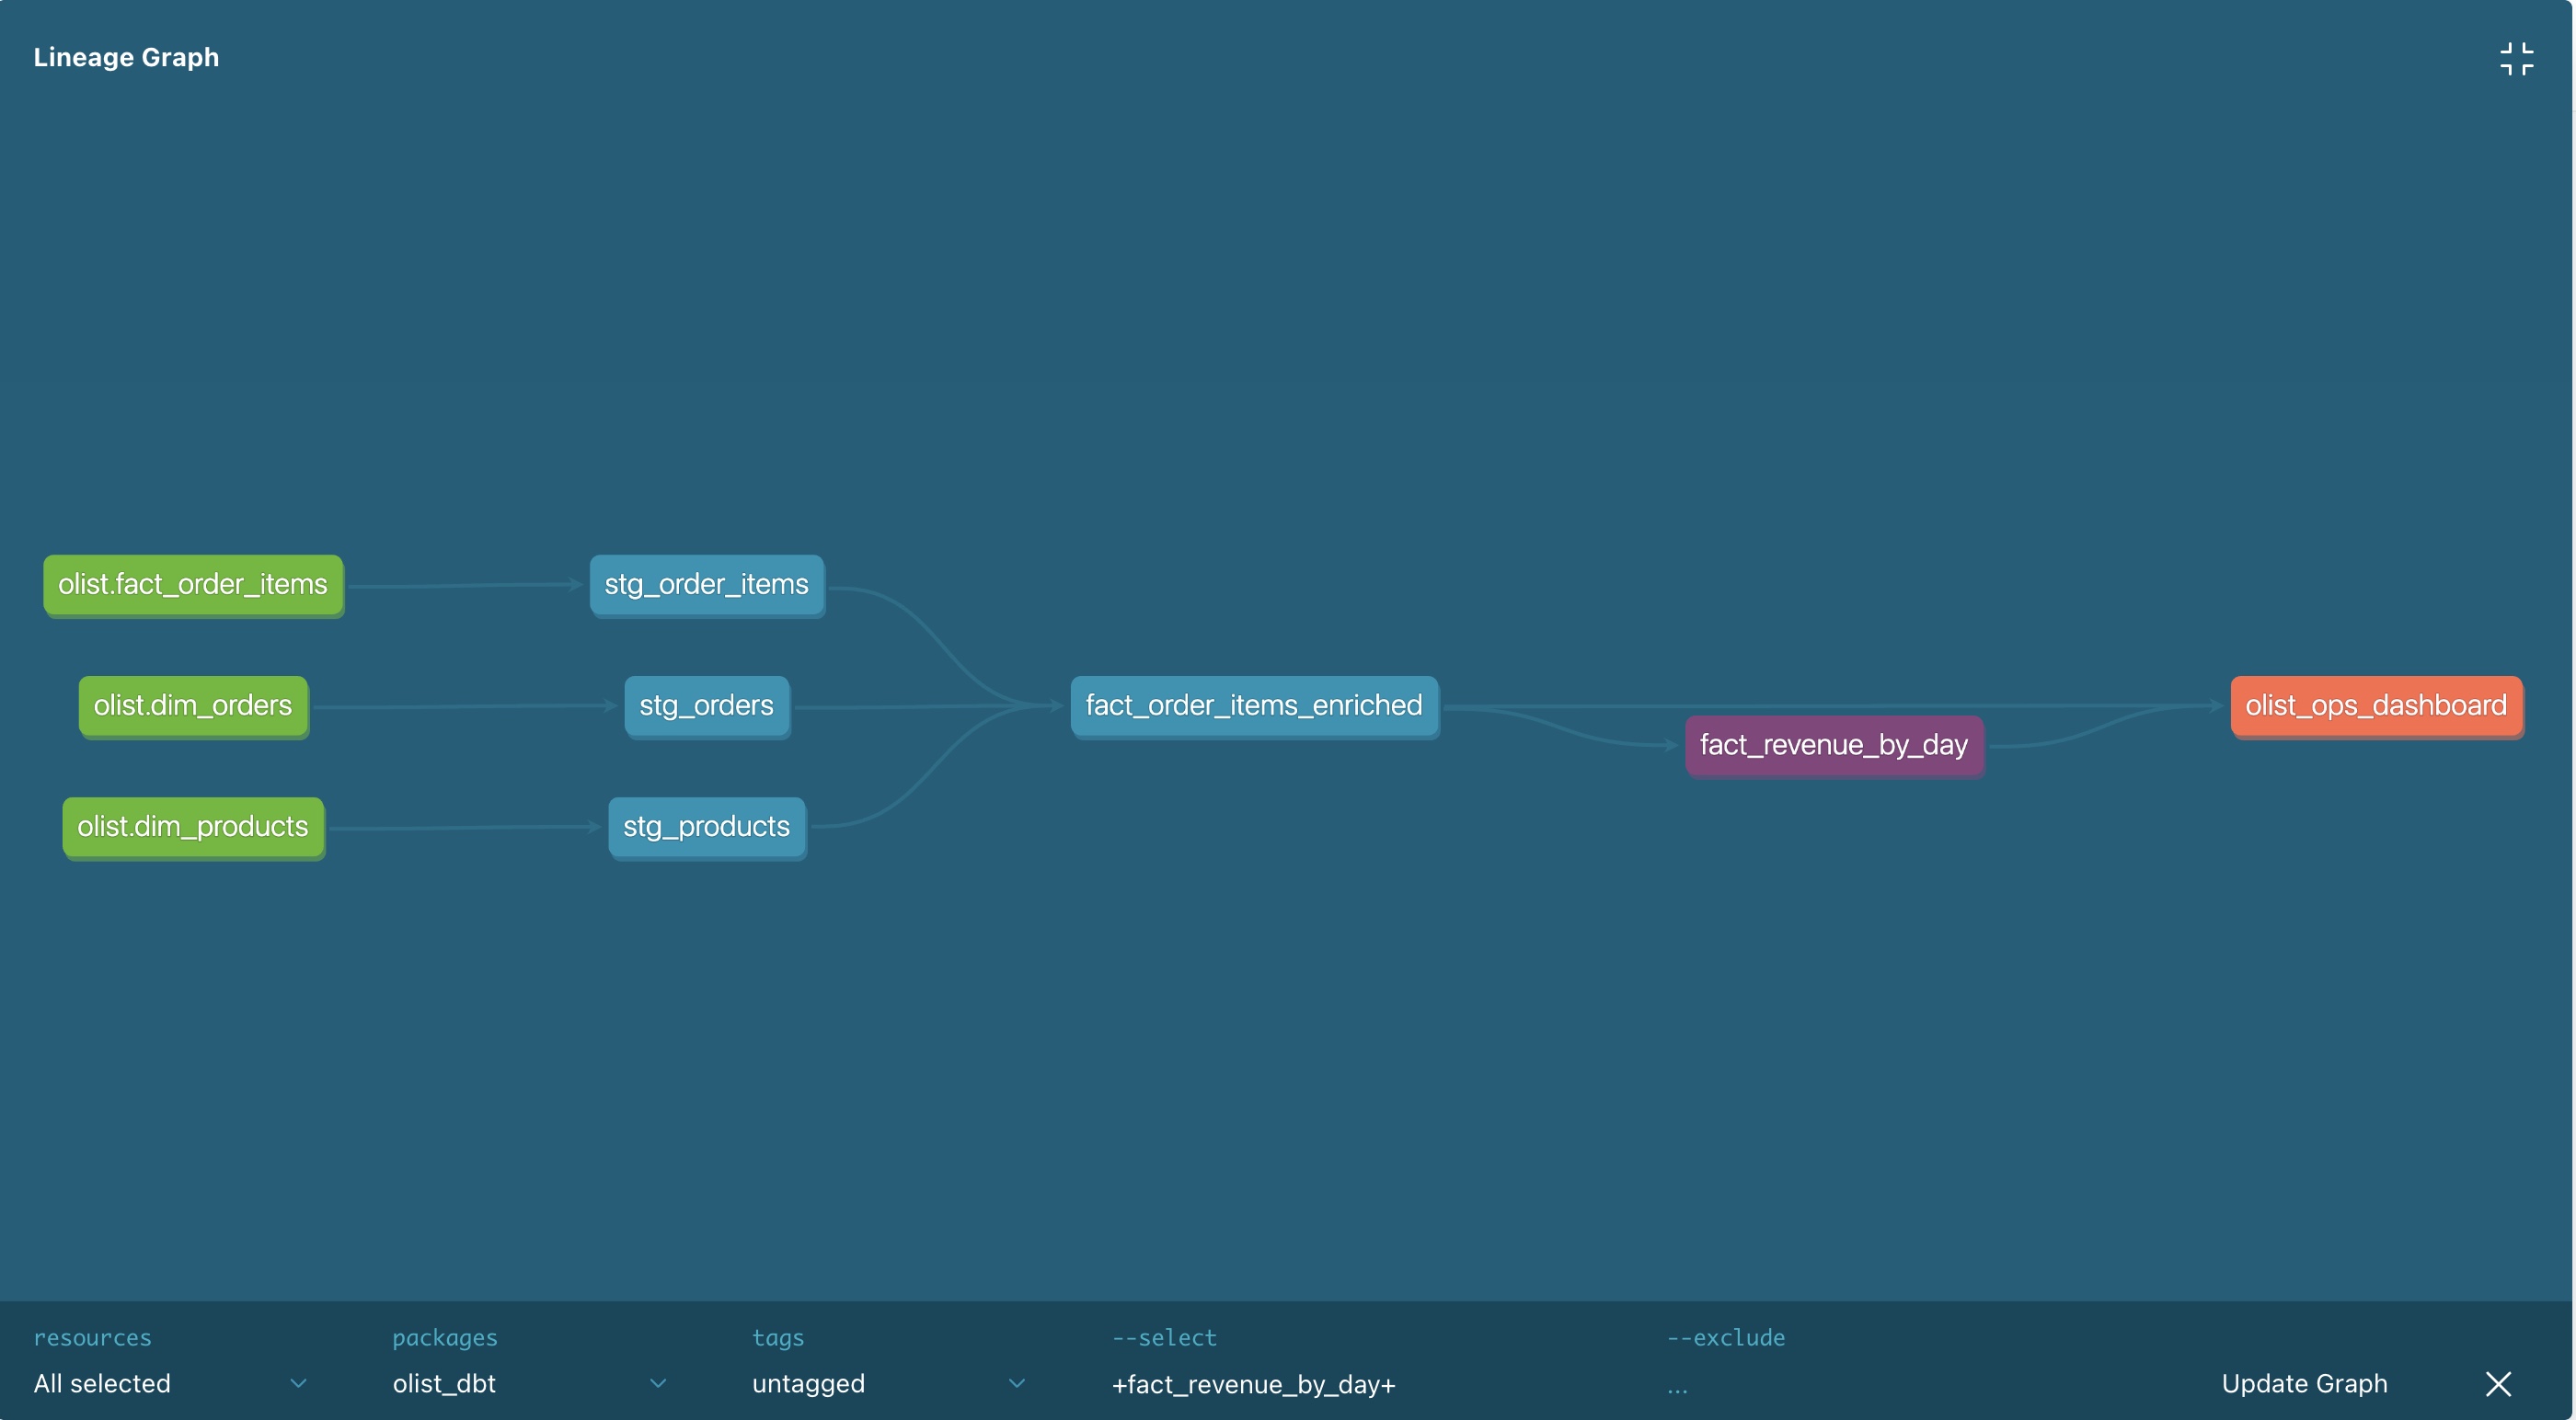 Lineage Graph
olist.fact_order_items
stg_order_items
olist.dim_orders
stg_orders
fact_order_items_enriched
olist_ops_dashboard
fact_revenue_by_day
olist.dim_products
stg_products
resources
packages
tags
--select
--exclude
All selected
olist_dbt
untagged
+fact_revenue_by_day+
...
Update Graph